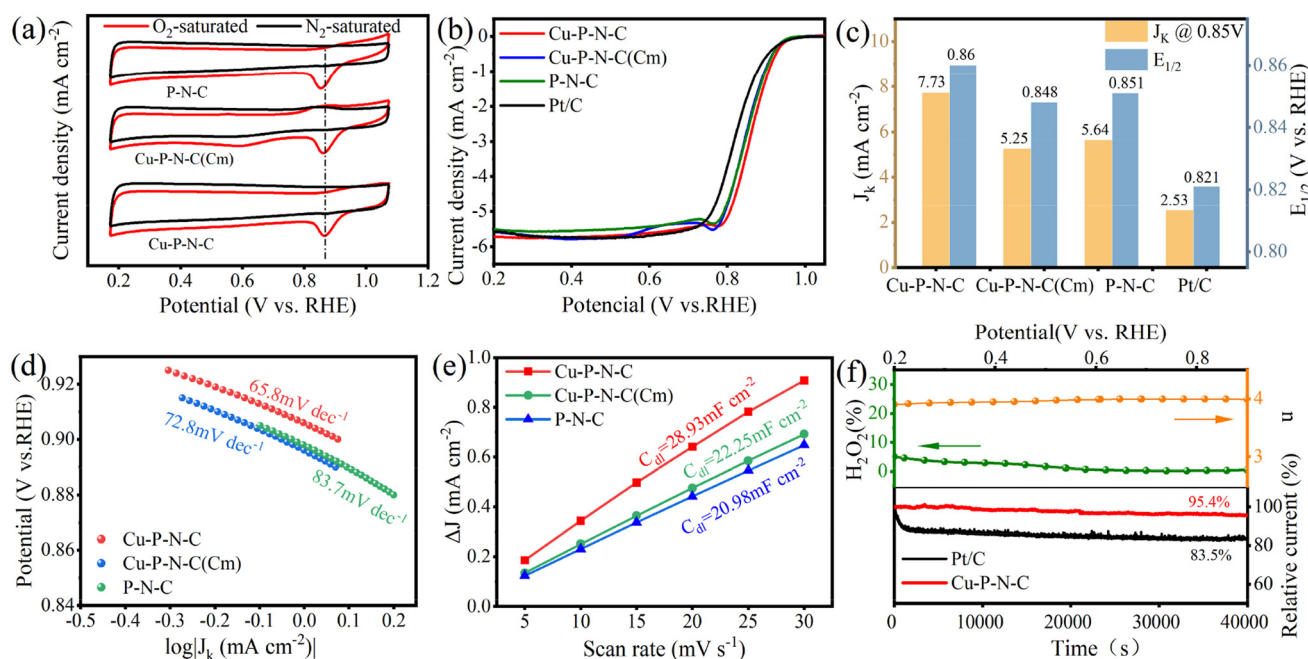 (a)
O2-saturated
N2-saturated
P-N-C
Cu-P-N-C(Cm)
Cu-P-N-C
Current density (mA cm-2)
0.2 0.4 0.6 0.8 1.0 1.2
Potential (V vs. RHE)
(b)
Cu-P-N-C
Cu-P-N-C(Cm)
P-N-C
Pt/C
Current density (mA cm-2)
0
-1
-2
-3
-4
-5
-6
0.2 0.4 0.6 0.8 1.0
Potencial (V vs.RHE)
(c)
JK @ 0.85V
E1/2
7.73
0.86
5.25
0.848
5.64
0.851
2.53
0.821
Jk (mA cm-2)
10
8
6
4
2
0
E1/2 (V vs. RHE)
0.86
0.84
0.82
0.80
Cu-P-N-C Cu-P-N-C(Cm) P-N-C Pt/C
(d)
65.8mV dec-1
72.8mV dec-1
83.7mV dec-1
Cu-P-N-C
Cu-P-N-C(Cm)
P-N-C
Potential (V vs.RHE)
0.92
0.90
0.88
0.86
0.84
-0.5 -0.4 -0.3 -0.2 -0.1 0.0 0.1 0.2
log|Jk (mA cm-2)|
(e)
Cu-P-N-C
Cu-P-N-C(Cm)
P-N-C
Cdl=28.93mF cm-2
Cdl=22.25mF cm-2
Cdl=20.98mF cm-2
ΔJ (mA cm-2)
1.0
0.8
0.6
0.4
0.2
0.0
5 10 15 20 25 30
Scan rate (mV s-1)
Potential(V vs. RHE)
0.2 0.4 0.6 0.8
(f)
H2O2(%)
30
20
10
0
4
3
n
95.4%
83.5%
Pt/C
Cu-P-N-C
100
80
60
Relative current (%)
0 10000 20000 30000 40000
Time (s)